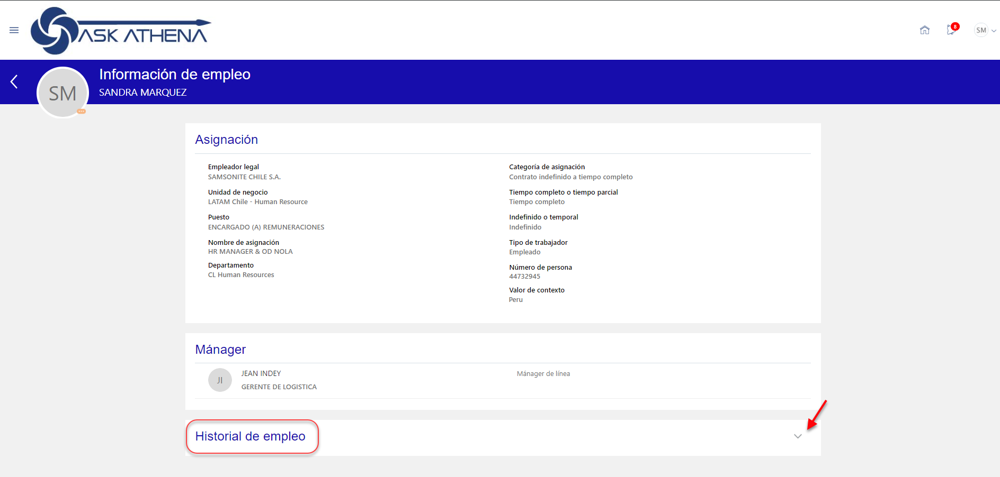 ASK ATHENA
8
SM
SM
Información de empleo
SANDRA MARQUEZ
Asignación
Empleador legal
SAMSONITE CHILE S.A.
Unidad de negocio
LATAM Chile - Human Resource
Puesto
ENCARGADO (A) REMUNERACIONES
Nombre de asignación
HR MANAGER & OD NOLA
Departamento
CL Human Resources
Categoría de asignación
Contrato indefinido a tiempo completo
Tiempo completo o tiempo parcial
Tiempo completo
Indefinido o temporal
Indefinido
Tipo de trabajador
Empleado
Número de persona
44732945
Valor de contexto
Peru
Mánager
JI
JEAN INDEY
GERENTE DE LOGISTICA
Mánager de línea
Historial de empleo